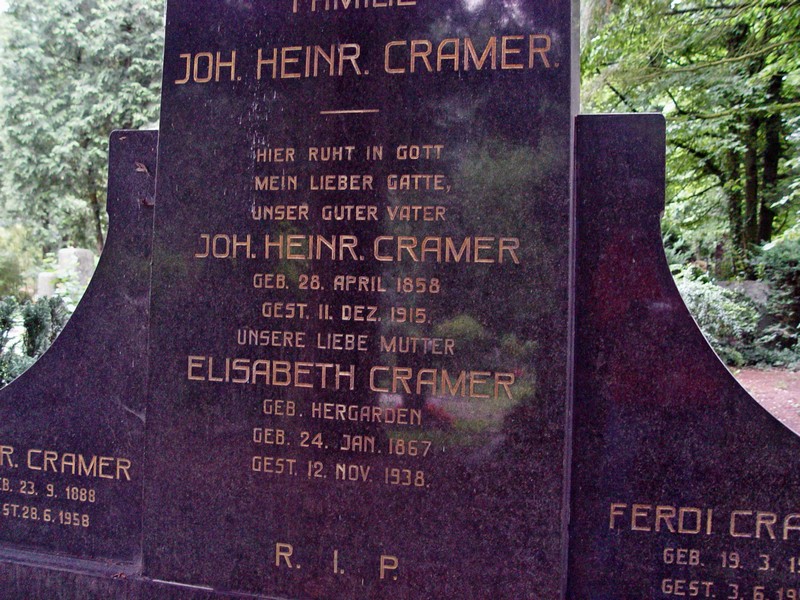 FAMILIE
JOH. HEINR. CRAMER.
HIER RUHT IN GOTT
MEIN LIEBER GATTE,
UNSER GUTER VATER
JOH. HEINR. CRAMER
GEB. 28. APRIL 1858
GEST. 11. DEZ. 1915.
UNSERE LIEBE MUTTER
ELISABETH CRAMER
GEB. HERGARDEN
GEB. 24. JAN. 1867
GEST. 12. NOV. 1938.
R. I. P.
R. CRAMER
EB. 23. 9. 1888
ST. 28. 6. 1958
FERDI CRA
GEB. 19. 3. 1
GEST. 3. 6. 19